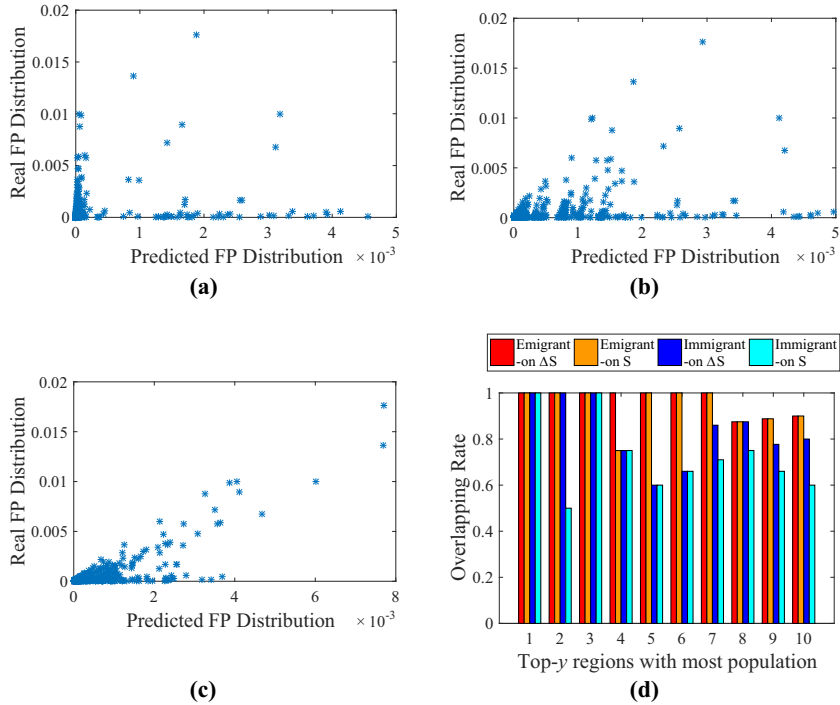 0.02
0.015
0.01
0.005
0
Real FP Distribution
0 1 2 3 4 5
Predicted FP Distribution × 10⁻³
(a)
0.02
0.015
0.01
0.005
0
Real FP Distribution
0 1 2 3 4 5
Predicted FP Distribution × 10⁻³
(b)
0.02
0.015
0.01
0.005
0
Real FP Distribution
0 2 4 6 8
Predicted FP Distribution × 10⁻³
(c)
Emigrant -on ΔS
Emigrant -on S
Immigrant -on ΔS
Immigrant -on S
1
0.8
0.6
0.4
0.2
0
Overlapping Rate
1 2 3 4 5 6 7 8 9 10
Top-y regions with most population
(d)